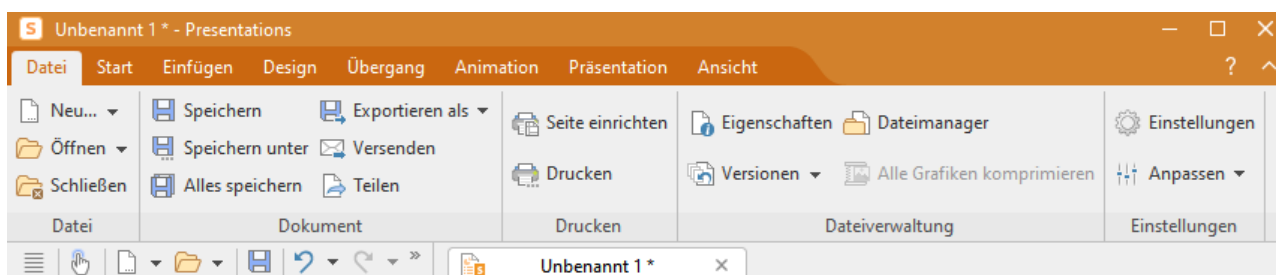 S Unbenannt 1 * - Presentations
Datei Start Einfügen Design Übergang Animation Präsentation Ansicht ?
Neu... Speichern Exportieren als Seite einrichten Eigenschaften Dateimanager Einstellungen
Öffnen Speichern unter Versenden
Schließen Alles speichern Teilen Drucken Versionen Alle Grafiken komprimieren Anpassen
Datei Dokument Drucken Dateiverwaltung Einstellungen
» Unbenannt 1 *